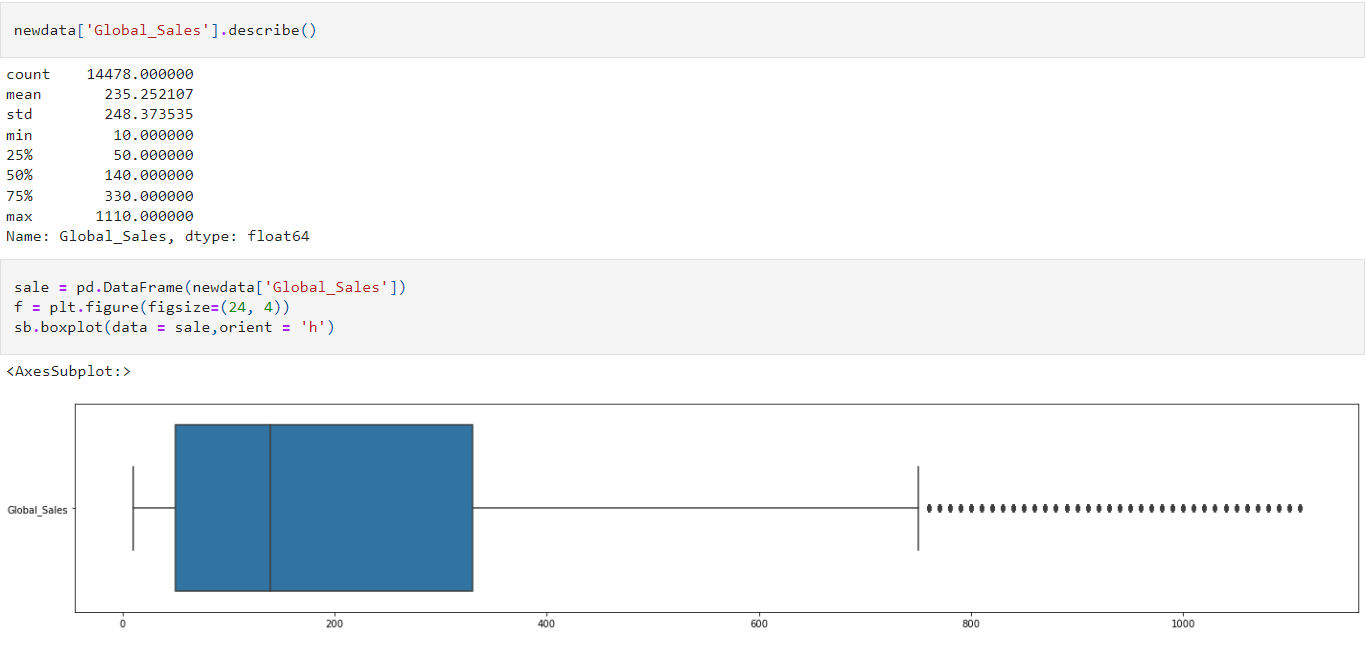 newdata['Global_Sales'].describe()
count 14478.000000
mean 235.252107
std 248.373535
min 10.000000
25% 50.000000
50% 140.000000
75% 330.000000
max 1110.000000
Name: Global_Sales, dtype: float64
sale = pd.DataFrame(newdata['Global_Sales'])
f = plt.figure(figsize=(24, 4))
sb.boxplot(data = sale,orient = 'h')
<AxesSubplot:>
Global_Sales
0 200 400 600 800 1000